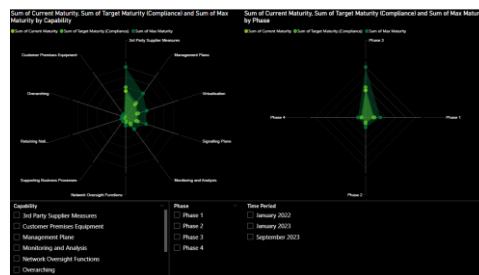 Sum of Current Maturity, Sum of Target Maturity (Compliance) and Sum of Max
Maturity by Capability
Sum of Current Maturity Sum of Target Maturity (Compliance) Sum of Max Maturity
3rd Party Supplier Measures
Customer Premises Equipment
Management Plane
Overarching
Virtualisation
Retaining Nati...
Signalling Plane
Supporting Business Processes
Monitoring and Analysis
Network Oversight Functions
Sum of Current Maturity, Sum of Target Maturity (Compliance) and Sum of Max Maturity
by Phase
Sum of Current Maturity Sum of Target Maturity (Compliance) Sum of Max Maturity
Phase 3
Phase 4
Phase 1
Phase 2
Capability
3rd Party Supplier Measures
Customer Premises Equipment
Management Plane
Monitoring and Analysis
Network Oversight Functions
Overarching
Phase
Phase 1
Phase 2
Phase 3
Phase 4
Time Period
January 2022
January 2023
September 2023